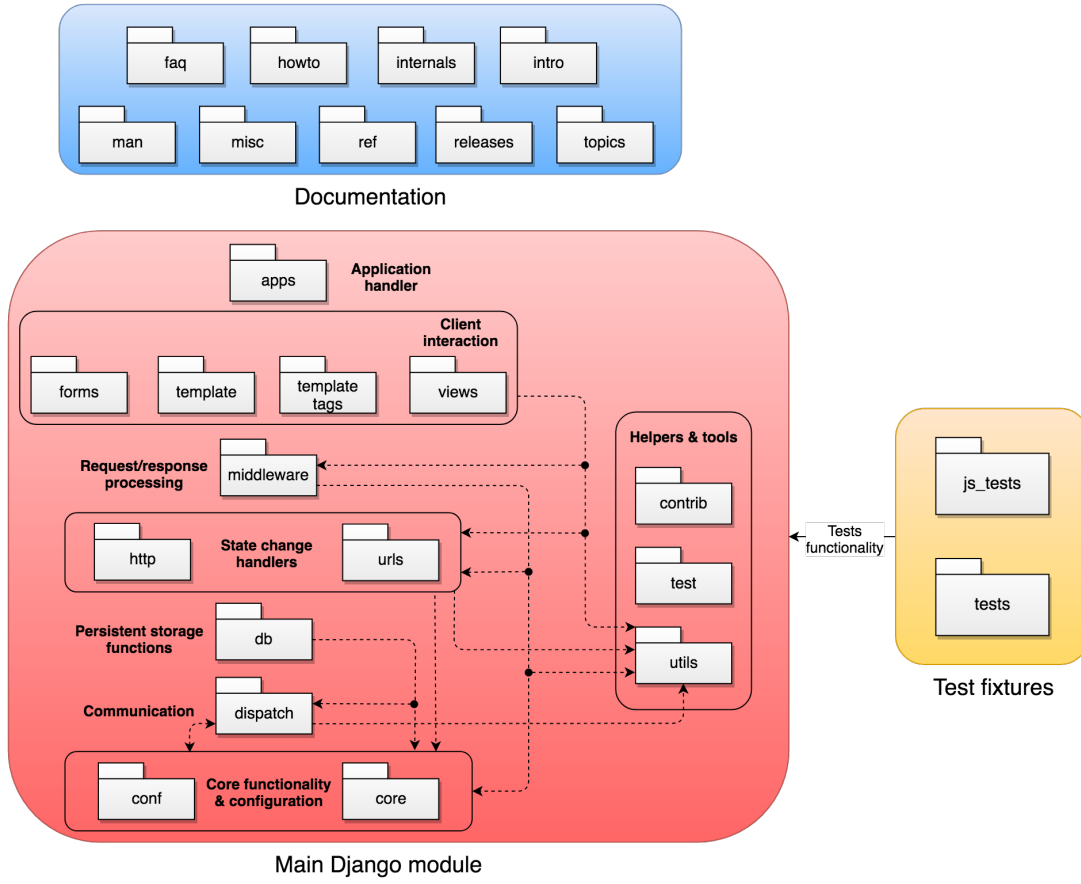 faq
howto
internals
intro
man
misc
ref
releases
topics
Documentation
apps
Application
handler
Client
interaction
forms
template
template
tags
views
Request/response
processing
middleware
http
State change
handlers
urls
Persistent storage
functions
db
Communication
dispatch
conf
Core functionality
& configuration
core
Helpers & tools
contrib
test
utils
Main Django module
Tests
functionality
js_tests
tests
Test fixtures